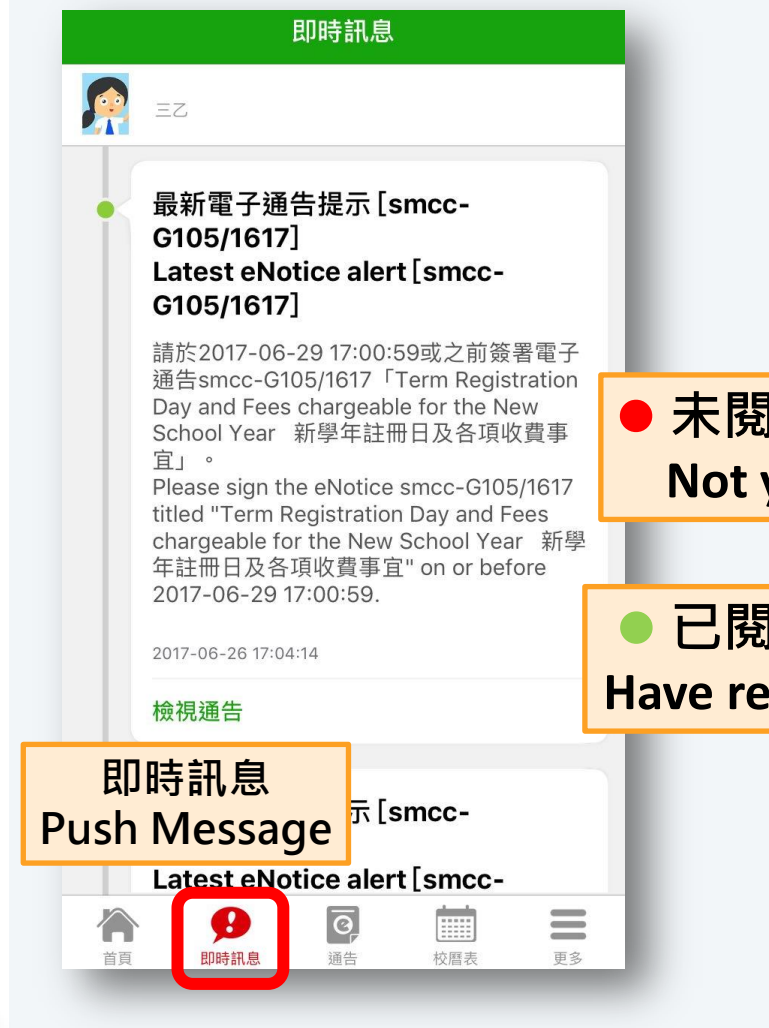 即時訊息
三乙
最新電子通告提示 [smcc-
G105/1617]
Latest eNotice alert [smcc-
G105/1617]
請於2017-06-29 17:00:59或之前簽署電子
通告smcc-G105/1617「Term Registration
Day and Fees chargeable for the New
School Year 新學年註冊日及各項收費事
宜」。
Please sign the eNotice smcc-G105/1617
titled "Term Registration Day and Fees
chargeable for the New School Year 新學
年註冊日及各項收費事宜" on or before
2017-06-29 17:00:59.
2017-06-26 17:04:14
檢視通告
未閱
Not
已閱
Have
即時訊息
Push Message
示 [smcc-
Latest eNotice alert [smcc-
首頁
即時訊息
通告
校曆表
更多